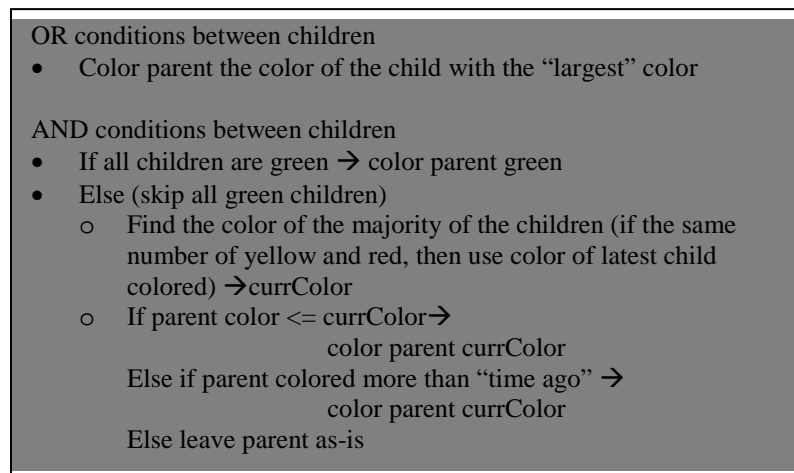 OR conditions between children
• Color parent the color of the child with the “largest” color
AND conditions between children
• If all children are green → color parent green
• Else (skip all green children)
o Find the color of the majority of the children (if the same
number of yellow and red, then use color of latest child
colored) →currColor
o If parent color <= currColor→
color parent currColor
Else if parent colored more than “time ago” →
color parent currColor
Else leave parent as-is